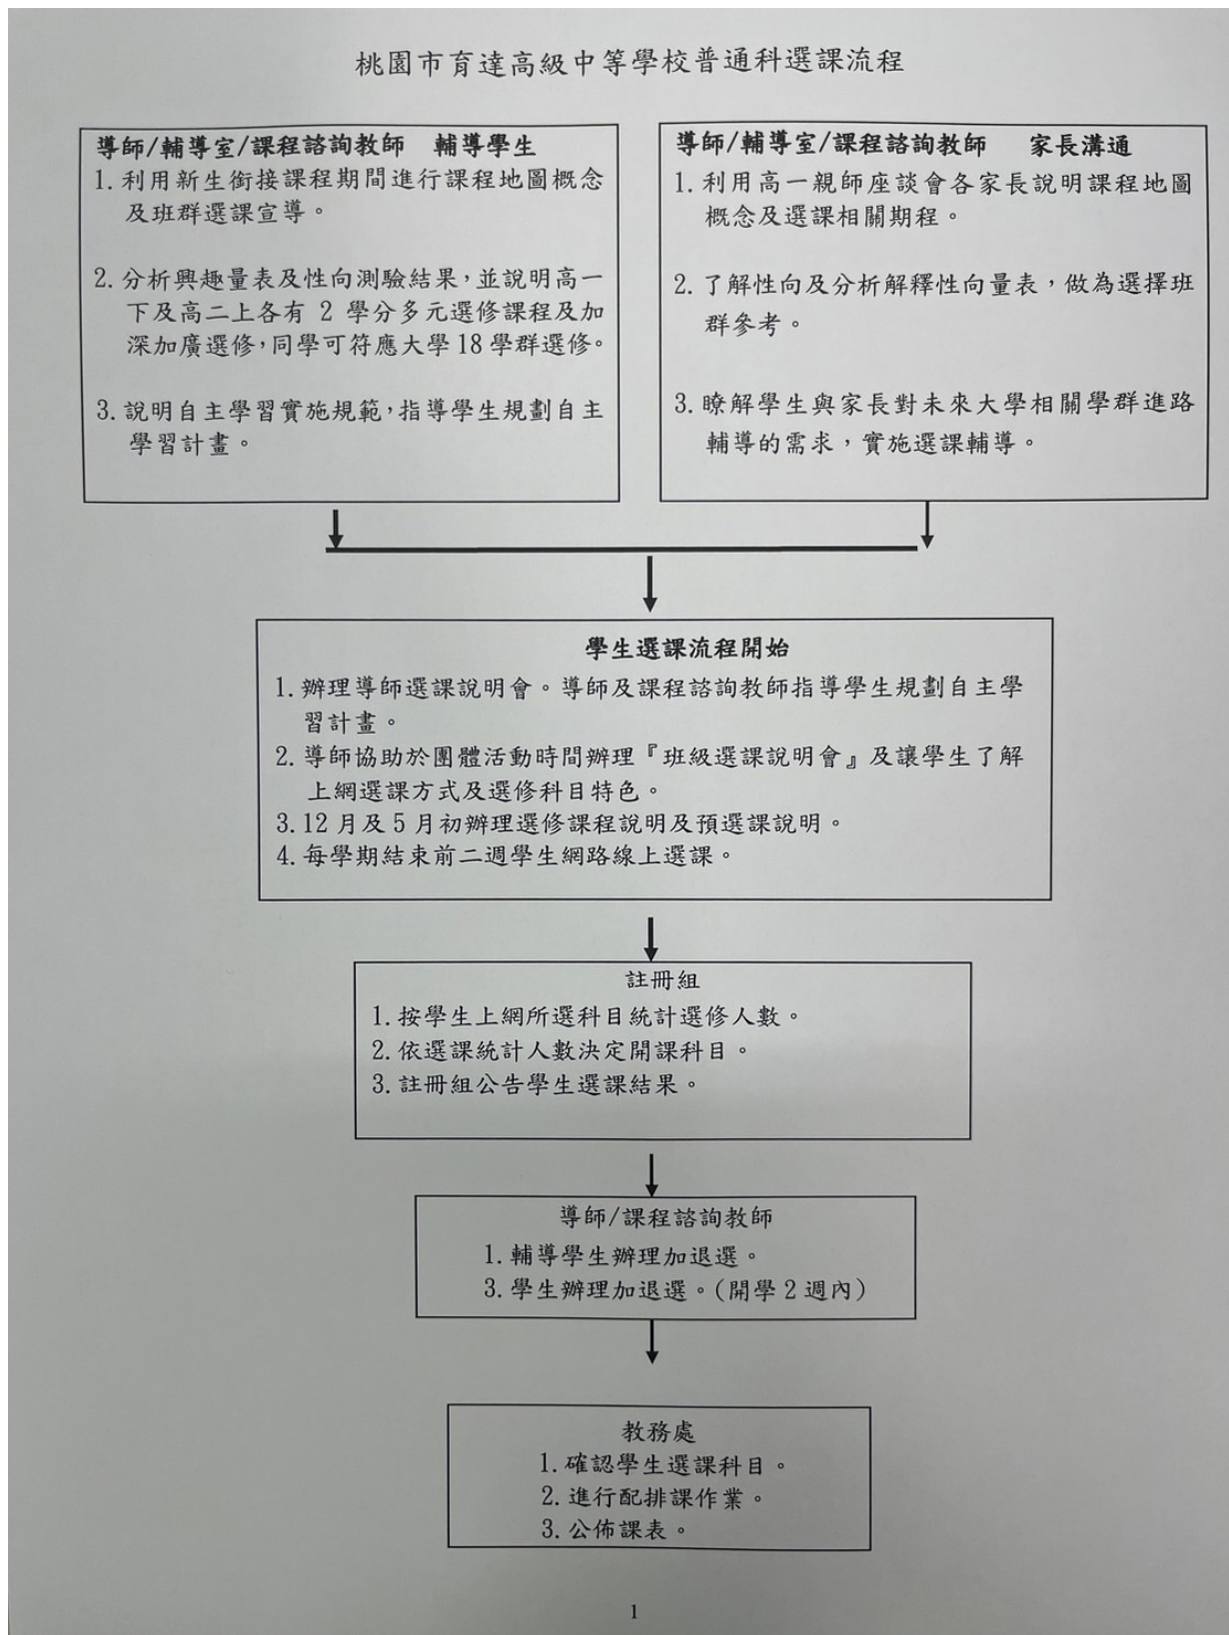 桃園市育達高級中等學校普通科選課流程
導師/輔導室/課程諮詢教師 輔導學生
1.利用新生銜接課程期間進行課程地圖概念
及班群選課宣導。
2.分析興趣量表及性向測驗結果，並說明高一
下及高二上各有 2 學分多元選修課程及加
深加廣選修，同學可符應大學18學群選修。
3.說明自主學習實施規範，指導學生規劃自主
學習計畫。
導師/輔導室/課程諮詢教師 家長溝通
1.利用高一親師座談會各家長說明課程地圖
概念及選課相關期程。
2.了解性向及分析解釋性向量表，做為選擇班
群參考。
3.瞭解學生與家長對未來大學相關學群進路
輔導的需求，實施選課輔導。
學生選課流程開始
1.辦理導師選課說明會。導師及課程諮詢教師指導學生規劃自主學
習計畫。
2.導師協助於團體活動時間辦理『班級選課說明會』及讓學生了解
上網選課方式及選修科目特色。
3.12月及5月初辦理選修課程說明及預選課說明。
4.每學期結束前二週學生網路線上選課。
註冊組
1.按學生上網所選科目統計選修人數。
2.依選課統計人數決定開課科目。
3.註冊組公告學生選課結果。
導師/課程諮詢教師
1.輔導學生辦理加退選。
3.學生辦理加退選。(開學2週內)
教務處
1.確認學生選課科目。
2.進行配排課作業。
3.公佈課表。
1